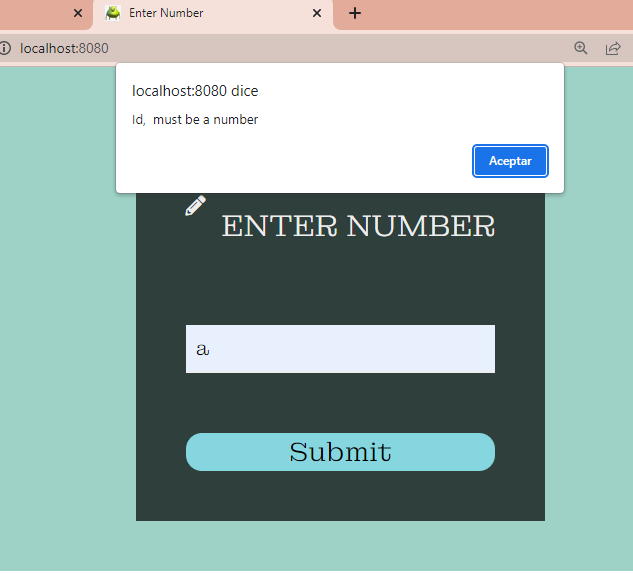 Enter Number
localhost:8080
localhost:8080 dice
Id, must be a number
Aceptar
ENTER NUMBER
a
Submit